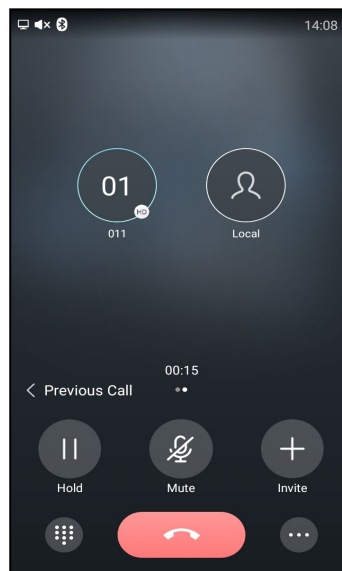 14:08
01
HD
011
Local
00:15
Previous Call
Hold
Mute
Invite